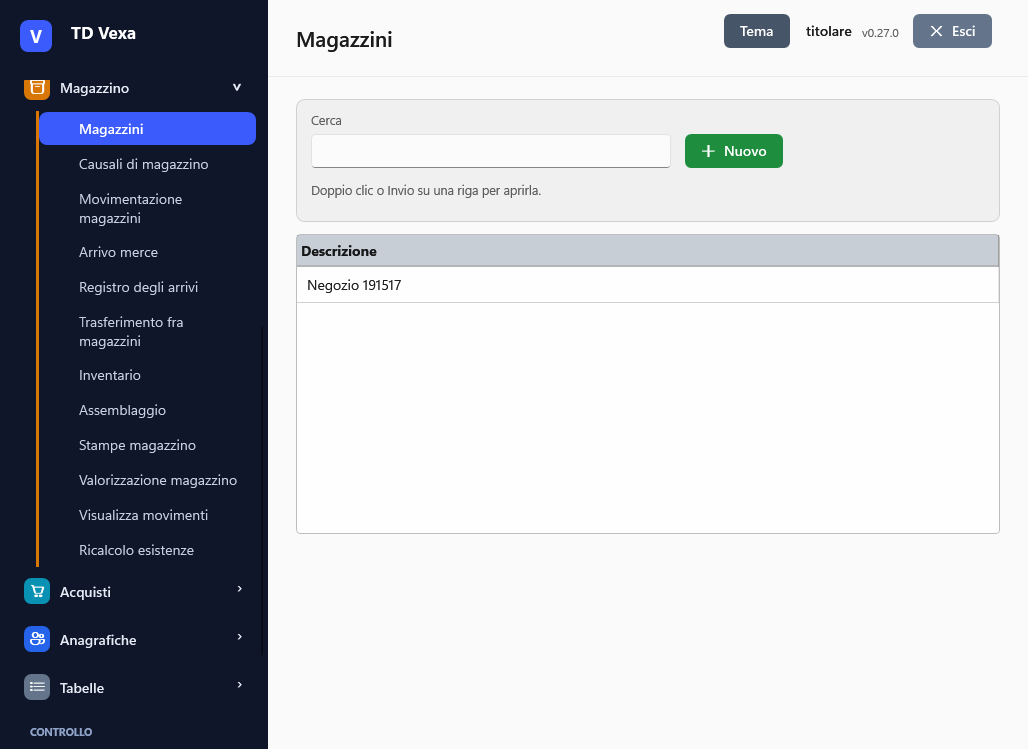 V
TD Vexa
Magazzino
Magazzini
Causali di magazzino
Movimentazione
magazzini
Arrivo merce
Registro degli arrivi
Trasferimento fra
magazzini
Inventario
Assemblaggio
Stampe magazzino
Valorizzazione magazzino
Visualizza movimenti
Ricalcolo esistenze
Acquisti
Anagrafiche
Tabelle
CONTROLLO
Magazzini
Tema
titolare
v0.27.0
Esci
Cerca
Nuovo
Doppio clic o Invio su una riga per aprirla.
Descrizione
Negozio 191517